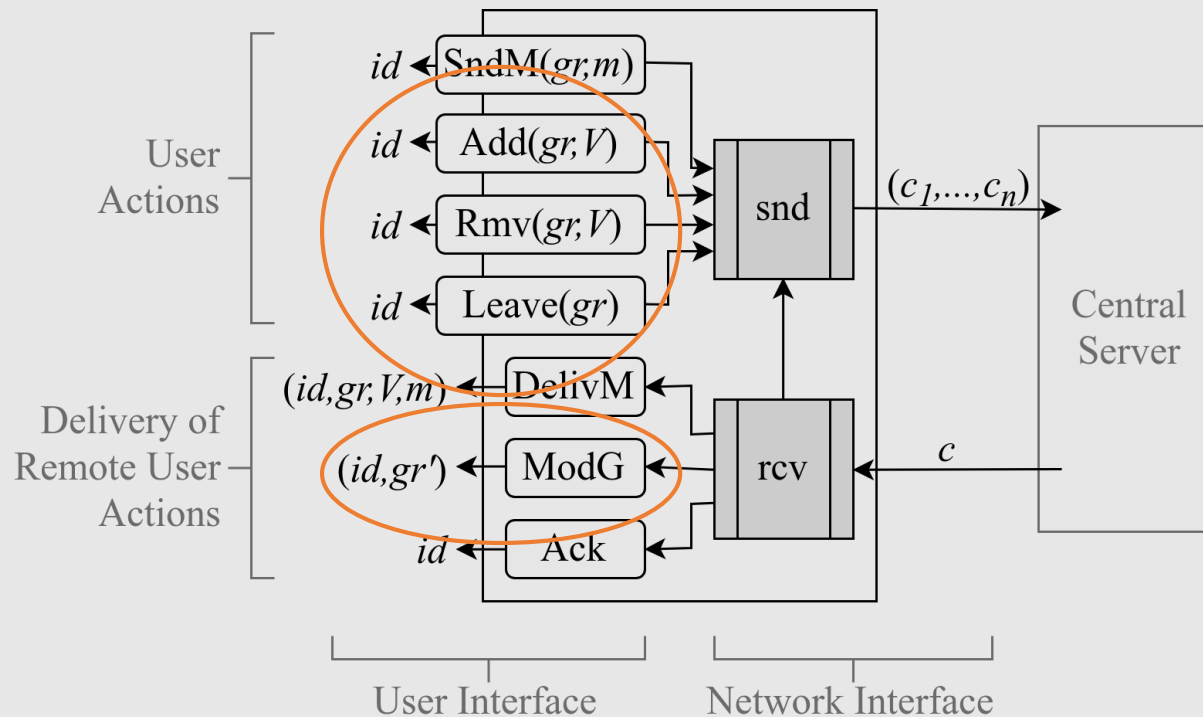 User
Actions
id
SndM(gr,m)
id
Add(gr,V)
id
Rmv(gr,V)
id
Leave(gr)
snd
(c1,...,cn)
Central
Server
Delivery of
Remote User
Actions
(id,gr,V,m)
DelivM
(id,gr')
ModG
id
Ack
rcv
c
User Interface
Network Interface